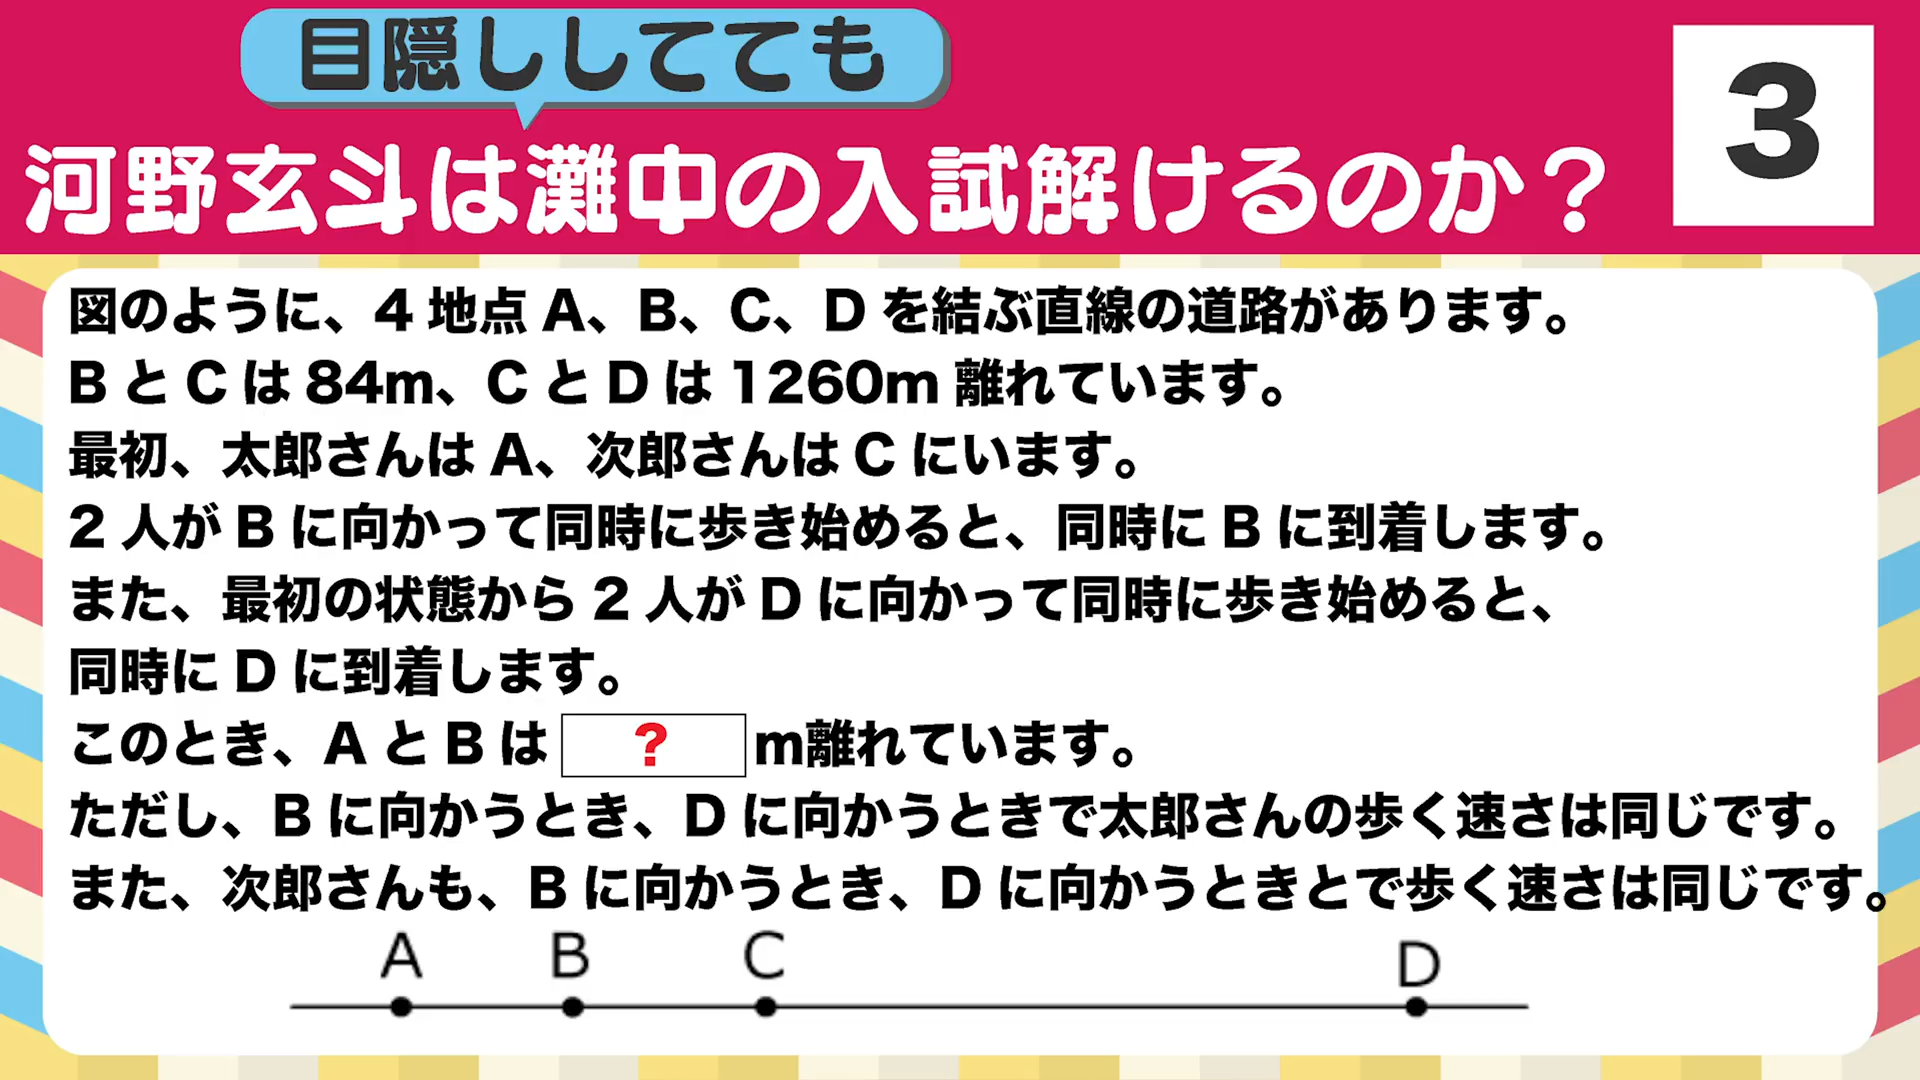 目隠ししてても
河野玄斗は灘中の入試解けるのか？
3
図のように、4 地点 A、B、C、D を結ぶ直線の道路があります。
B と C は 84m、C と D は 1260m 離れています。
最初、太郎さんは A、次郎さんは C にいます。
2 人が B に向かって同時に歩き始めると、同時に B に到着します。
また、最初の状態から 2 人が D に向かって同時に歩き始めると、
同時に D に到着します。
このとき、A と B は ? m離れています。
ただし、B に向かうとき、D に向かうときで太郎さんの歩く速さは同じです。
また、次郎さんも、B に向かうとき、D に向かうときとで歩く速さは同じです。
A B C D